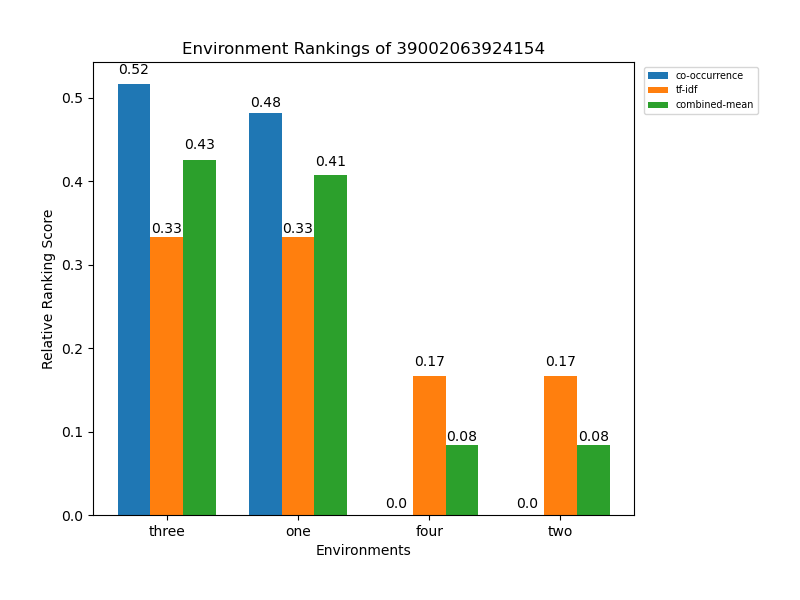 Environment Rankings of 39002063924154
co-occurrence
tf-idf
combined-mean
Relative Ranking Score
0.5
0.4
0.3
0.2
0.1
0.0
0.52
0.33
0.43
0.48
0.33
0.41
0.0
0.17
0.08
0.0
0.17
0.08
three one four two
Environments